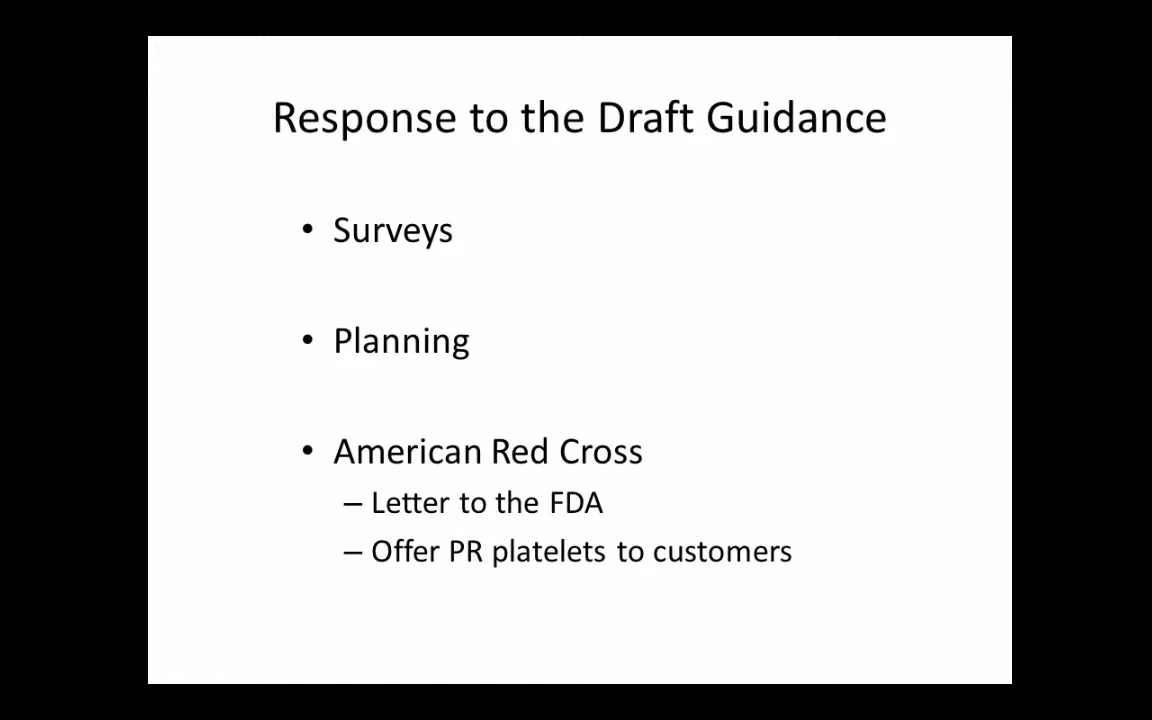 Response to the Draft Guidance
• Surveys
• Planning
• American Red Cross
– Letter to the FDA
– Offer PR platelets to customers